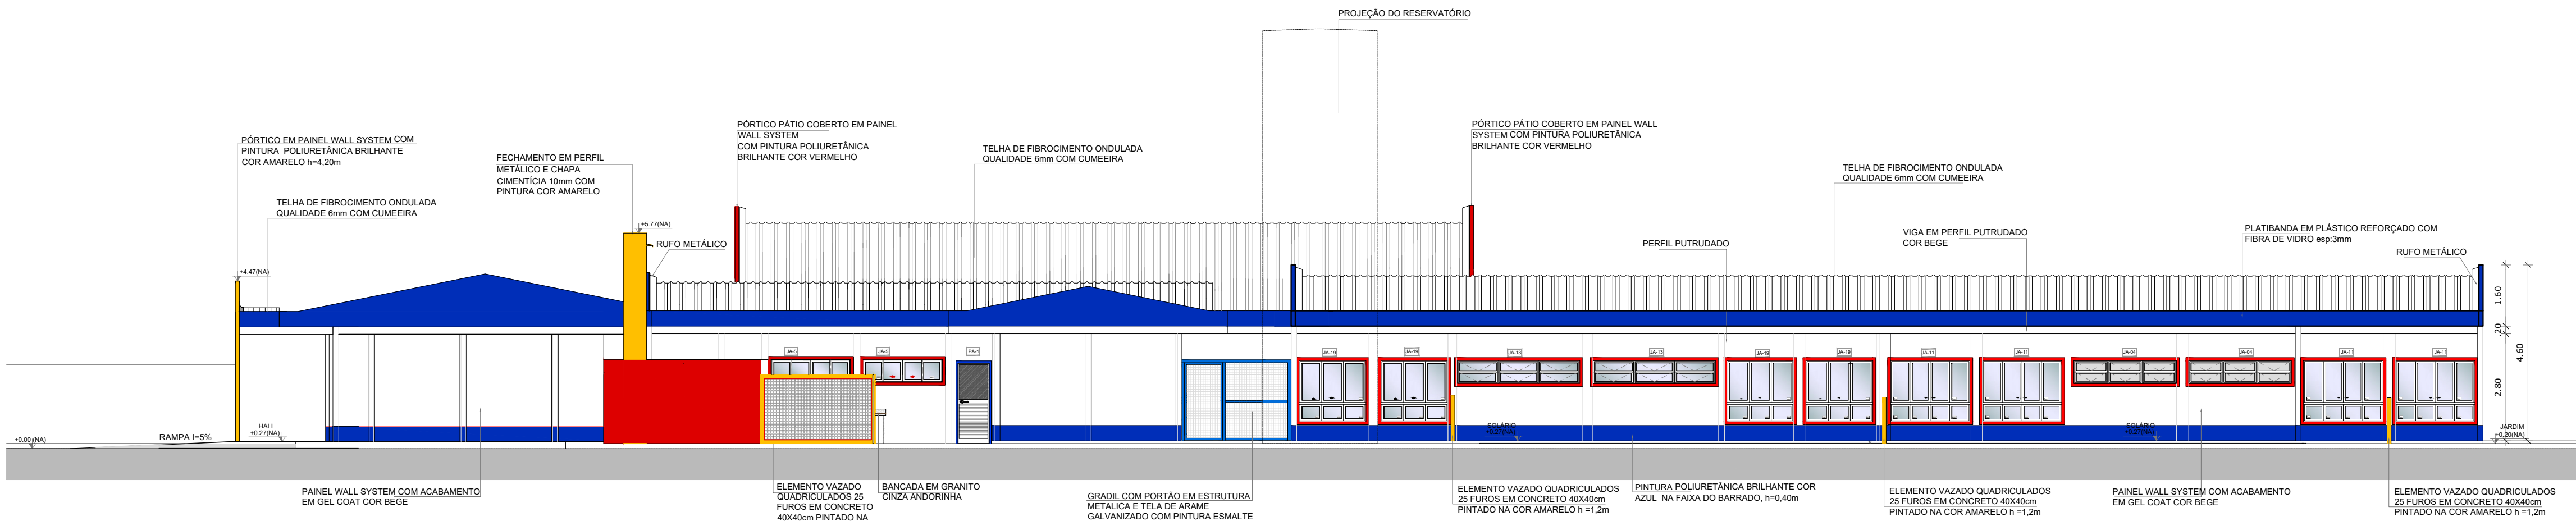 PROJEÇÃO DO RESERVATÓRIO
PÓRTICO EM PAINEL WALL SYSTEM COM
PINTURA POLIURETÂNICA BRILHANTE
COR AMARELO h=4,20m
FECHAMENTO EM PERFIL
METÁLICO E CHAPA
CIMENTÍCIA 10mm COM
PINTURA COR AMARELO
PÓRTICO PÁTIO COBERTO EM PAINEL
WALL SYSTEM
COM PINTURA POLIURETÂNICA
BRILHANTE COR VERMELHO
TELHA DE FIBROCIMENTO ONDULADA
QUALIDADE 6mm COM CUMEEIRA
PÓRTICO PÁTIO COBERTO EM PAINEL WALL
SYSTEM COM PINTURA POLIURETÂNICA
BRILHANTE COR VERMELHO
TELHA DE FIBROCIMENTO ONDULADA
QUALIDADE 6mm COM CUMEEIRA
TELHA DE FIBROCIMENTO ONDULADA
QUALIDADE 6mm COM CUMEEIRA
+5.77(NA)
RUFO METÁLICO
PERFIL PUTRUDADO
VIGA EM PERFIL PUTRUDADO
COR BEGE
PLATIBANDA EM PLÁSTICO REFORÇADO COM
FIBRA DE VIDRO esp:3mm
RUFO METÁLICO
+4.47(NA)
1.60
20
2.80
4.60
JA-5
JA-5
PA-1
JA-19
JA-19
JA-13
JA-13
JA-19
JA-19
JA-11
JA-11
JA-04
JA-04
JA-11
JA-11
+0.00 (NA)
RAMPA I=5%
HALL
+0.27(NA)
SOLÁRIO
+0.27(NA)
SOLÁRIO
+0.27(NA)
JARDIM
+0.20(NA)
PAINEL WALL SYSTEM COM ACABAMENTO
EM GEL COAT COR BEGE
ELEMENTO VAZADO
QUADRICULADOS 25
FUROS EM CONCRETO
40X40cm PINTADO NA
BANCADA EM GRANITO
CINZA ANDORINHA
GRADIL COM PORTÃO EM ESTRUTURA
METALICA E TELA DE ARAME
GALVANIZADO COM PINTURA ESMALTE
ELEMENTO VAZADO QUADRICULADOS
25 FUROS EM CONCRETO 40X40cm
PINTADO NA COR AMARELO h =1,2m
PINTURA POLIURETÂNICA BRILHANTE COR
AZUL NA FAIXA DO BARRADO, h=0,40m
ELEMENTO VAZADO QUADRICULADOS
25 FUROS EM CONCRETO 40X40cm
PINTADO NA COR AMARELO h =1,2m
PAINEL WALL SYSTEM COM ACABAMENTO
EM GEL COAT COR BEGE
ELEMENTO VAZADO QUADRICULADOS
25 FUROS EM CONCRETO 40X40cm
PINTADO NA COR AMARELO h =1,2m